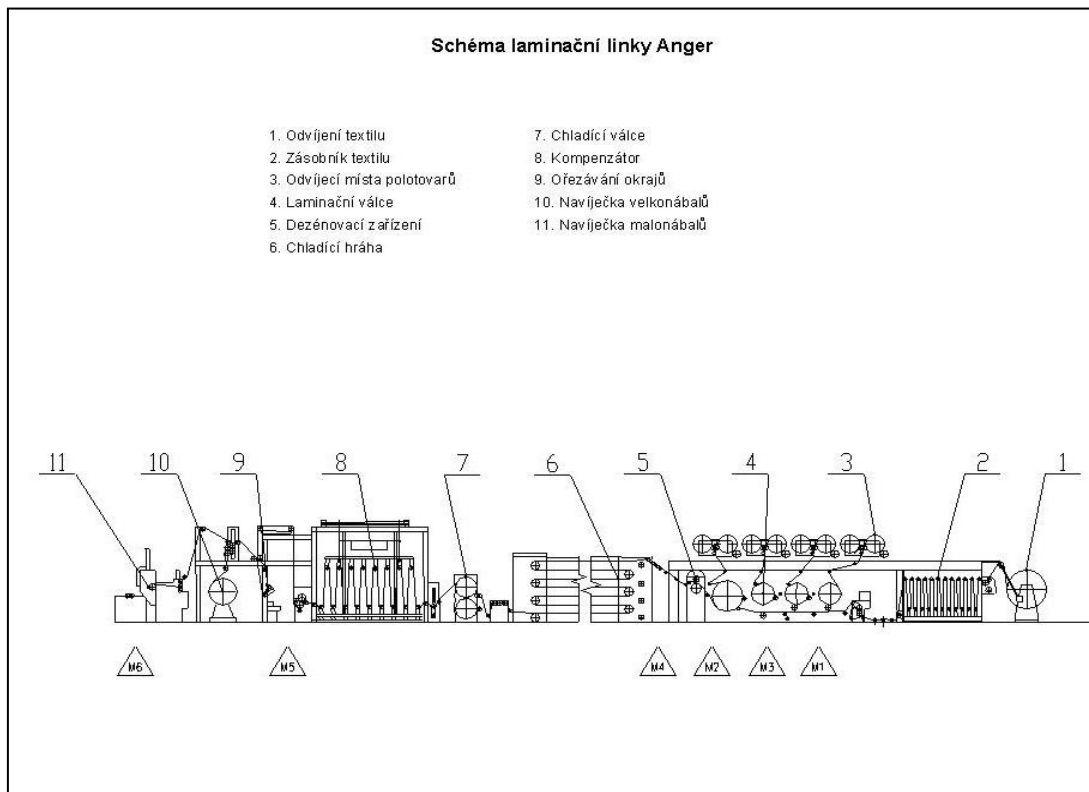 Schéma laminační linky Anger
1. Odvíjení textilu
2. Zásobník textilu
3. Odvíjecí místa polotovarů
4. Laminační válce
5. Dezénovací zařízení
6. Chladící hráha
7. Chladící válce
8. Kompenzátor
9. Ořezávání okrajů
10. Navíječka velkonábalů
11. Navíječka malonábalů
11 10 9 8 7 6 5 4 3 2 1
M6 M5 M4 M2 M3 M1